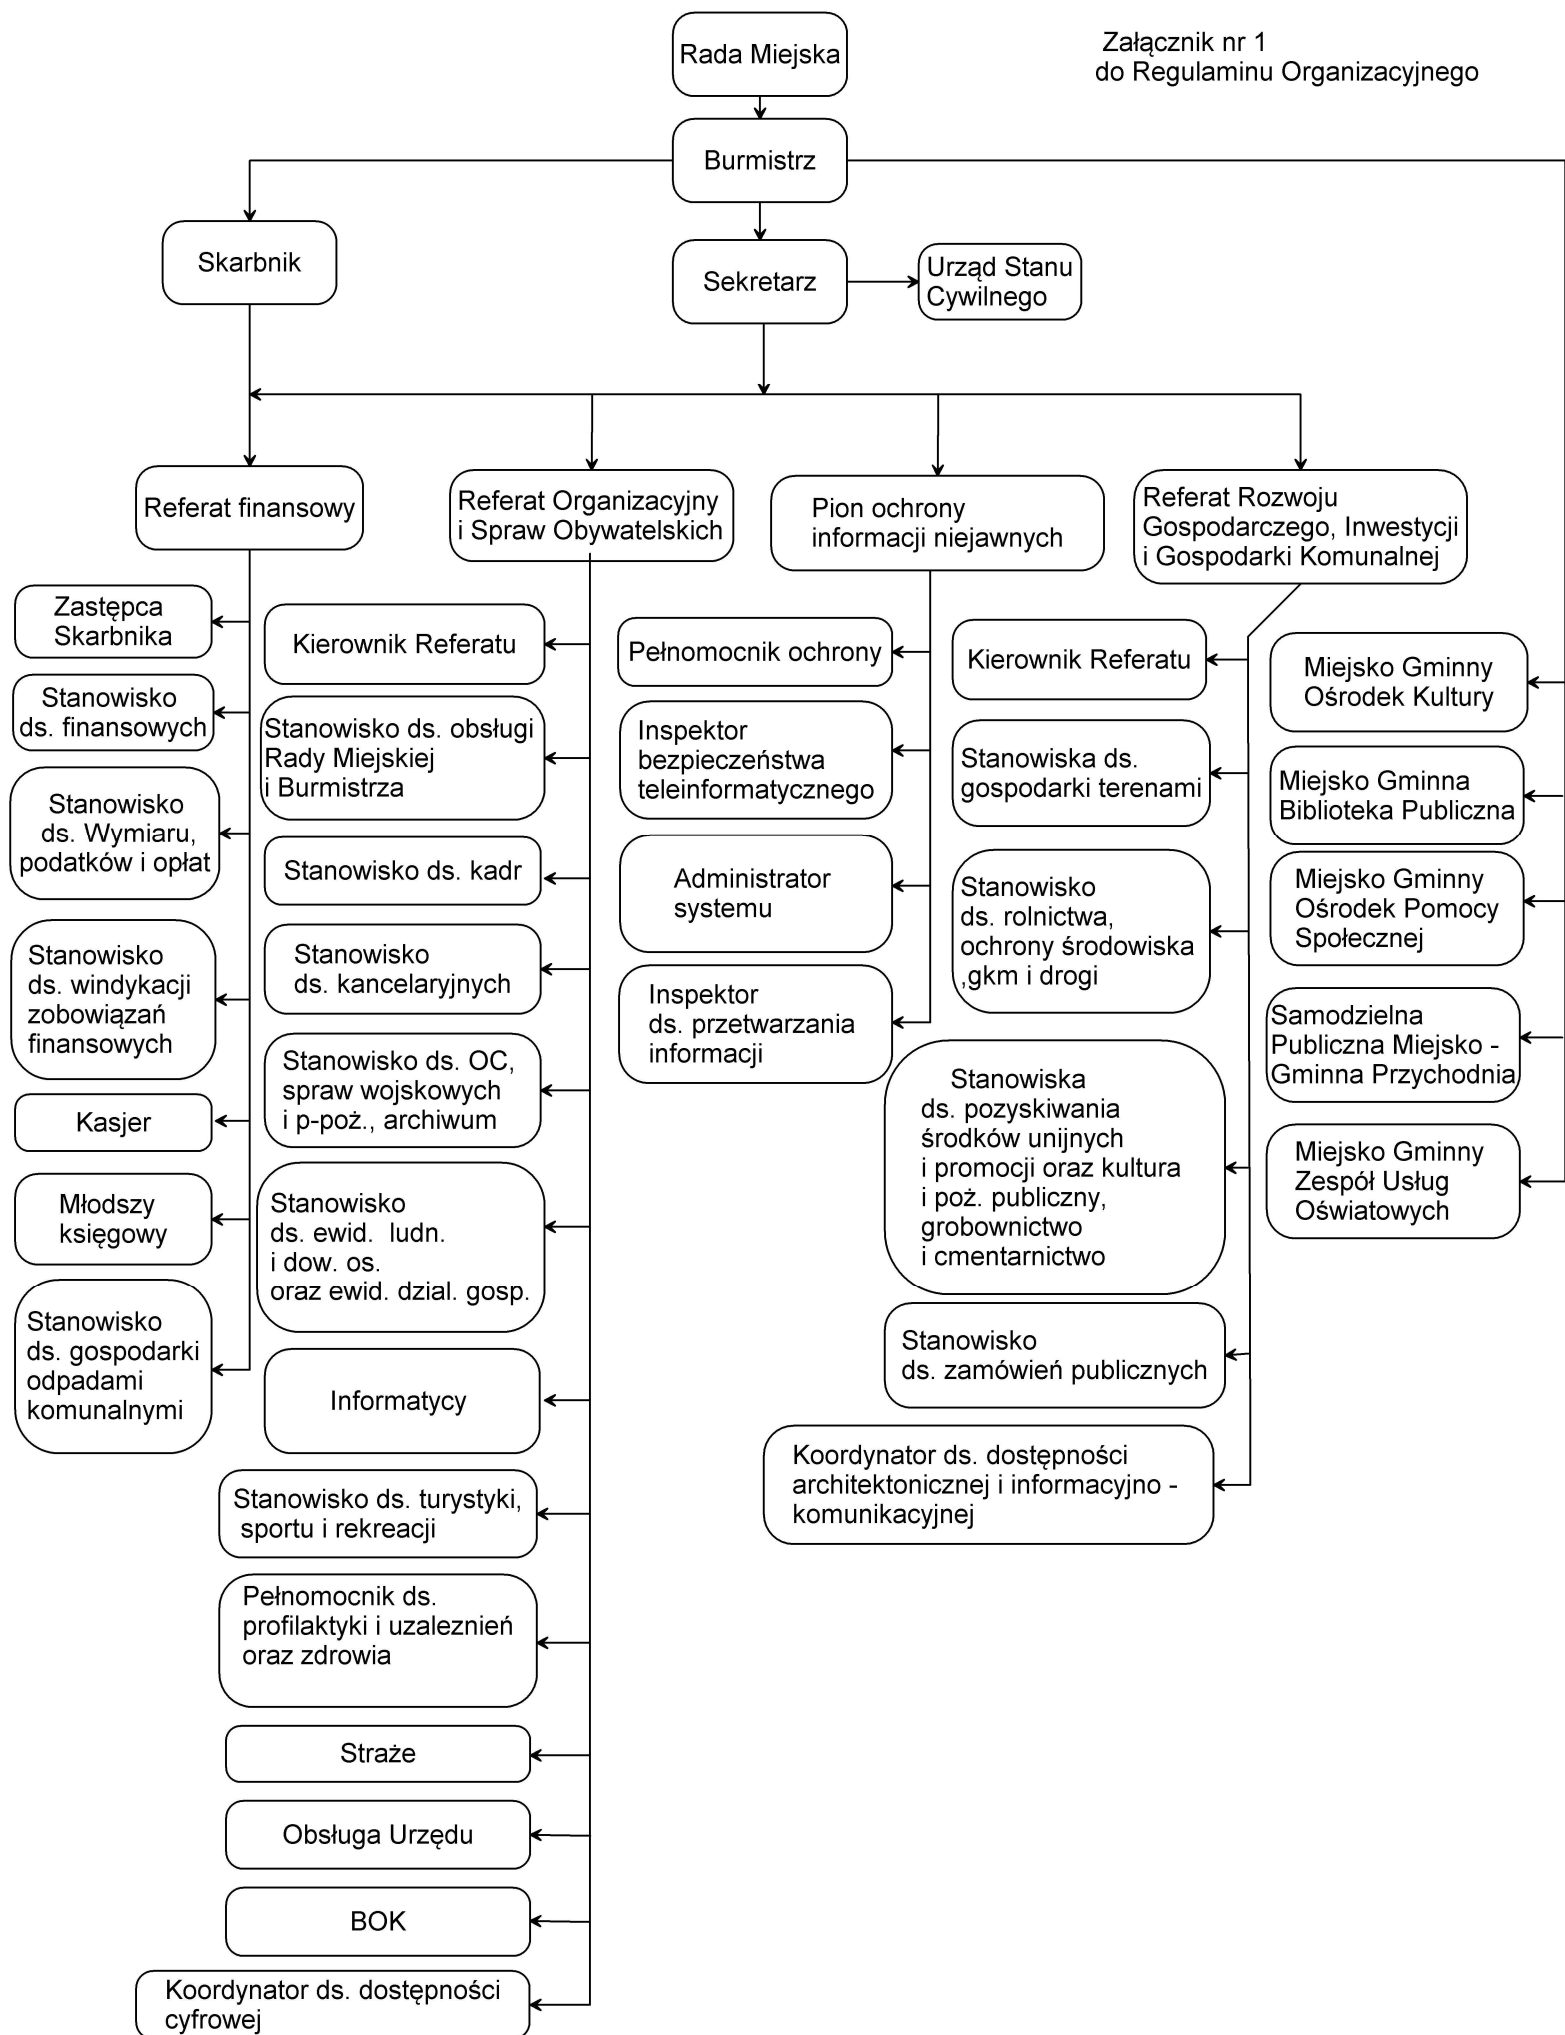 Załącznik nr 1
do Regulaminu Organizacyjnego
Rada Miejska
Burmistrz
Skarbnik
Sekretarz
Urząd Stanu
Cywilnego
Referat finansowy
Referat Organizacyjny
i Spraw Obywatelskich
Pion ochrony
informacji niejawnych
Referat Rozwoju
Gospodarczego, Inwestycji
i Gospodarki Komunalnej
Zastępca
Skarbnika
Stanowisko
ds. finansowych
Stanowisko
ds. Wymiaru,
podatków i opłat
Stanowisko
ds. windykacji
zobowiązań
finansowych
Kasjer
Młodszy
księgowy
Stanowisko
ds. gospodarki
odpadami
komunalnymi
Kierownik Referatu
Stanowisko ds. obsługi
Rady Miejskiej
i Burmistrza
Stanowisko ds. kadr
Stanowisko
ds. kancelaryjnych
Stanowisko ds. OC,
spraw wojskowych
i p-poż., archiwum
Stanowisko
ds. ewid. ludn.
i dow. os.
oraz ewid. dzial. gosp.
Informatycy
Stanowisko ds. turystyki,
sportu i rekreacji
Pełnomocnik ds.
profilaktyki i uzaleznień
oraz zdrowia
Straże
Obsługa Urzędu
BOK
Koordynator ds. dostępności
cyfrowej
Pełnomocnik ochrony
Inspektor
bezpieczeństwa
teleinformatycznego
Administrator
systemu
Inspektor
ds. przetwarzania
informacji
Kierownik Referatu
Stanowiska ds.
gospodarki terenami
Stanowisko
ds. rolnictwa,
ochrony środowiska
,gkm i drogi
Stanowiska
ds. pozyskiwania
środków unijnych
i promocji oraz kultura
i poż. publiczny,
grobownictwo
i cmentarnictwo
Stanowisko
ds. zamówień publicznych
Koordynator ds. dostępności
architektonicznej i informacyjno -
komunikacyjnej
Miejsko Gminny
Ośrodek Kultury
Miejsko Gminna
Biblioteka Publiczna
Miejsko Gminny
Ośrodek Pomocy
Społecznej
Samodzielna
Publiczna Miejsko -
Gminna Przychodnia
Miejsko Gminny
Zespół Usług
Oświatowych